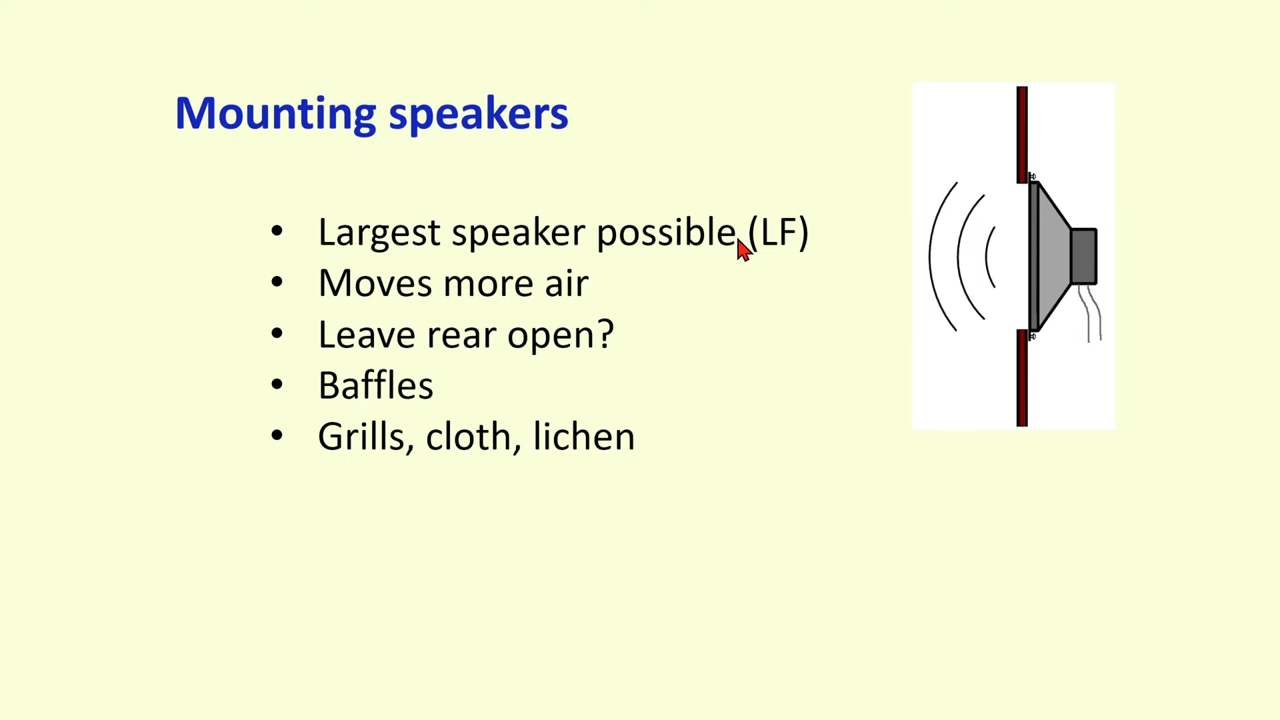 Mounting speakers
• Largest speaker possible (LF)
• Moves more air
• Leave rear open?
• Baffles
• Grills, cloth, lichen